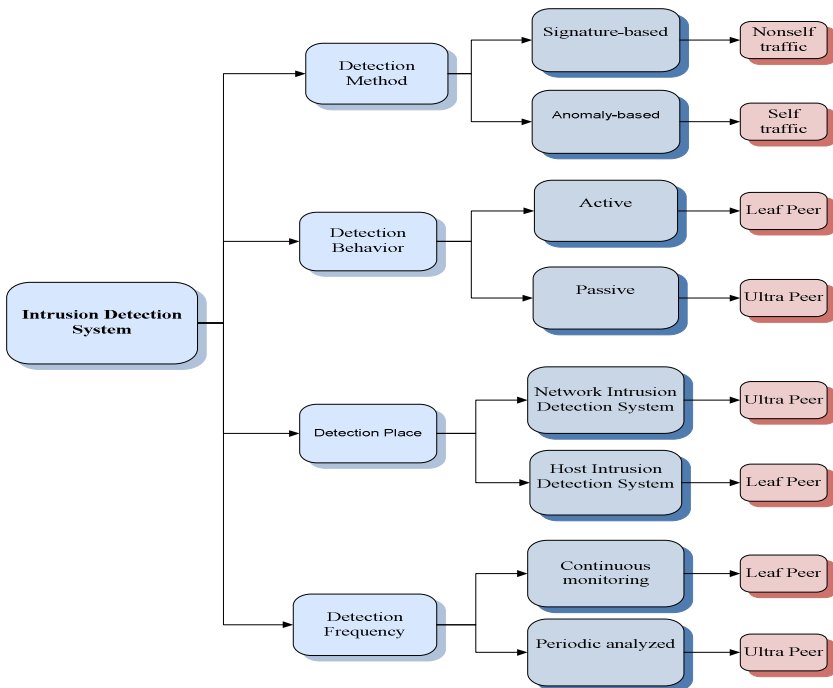 Signature-based
Nonself
traffic
Detection
Method
Anomaly-based
Self
traffic
Active
Leaf Peer
Detection
Behavior
Passive
Ultra Peer
Intrusion Detection
System
Network Intrusion
Detection System
Ultra Peer
Detection Place
Host Intrusion
Detection System
Leaf Peer
Continuous
monitoring
Leaf Peer
Detection
Frequency
Periodic analyzed
Ultra Peer